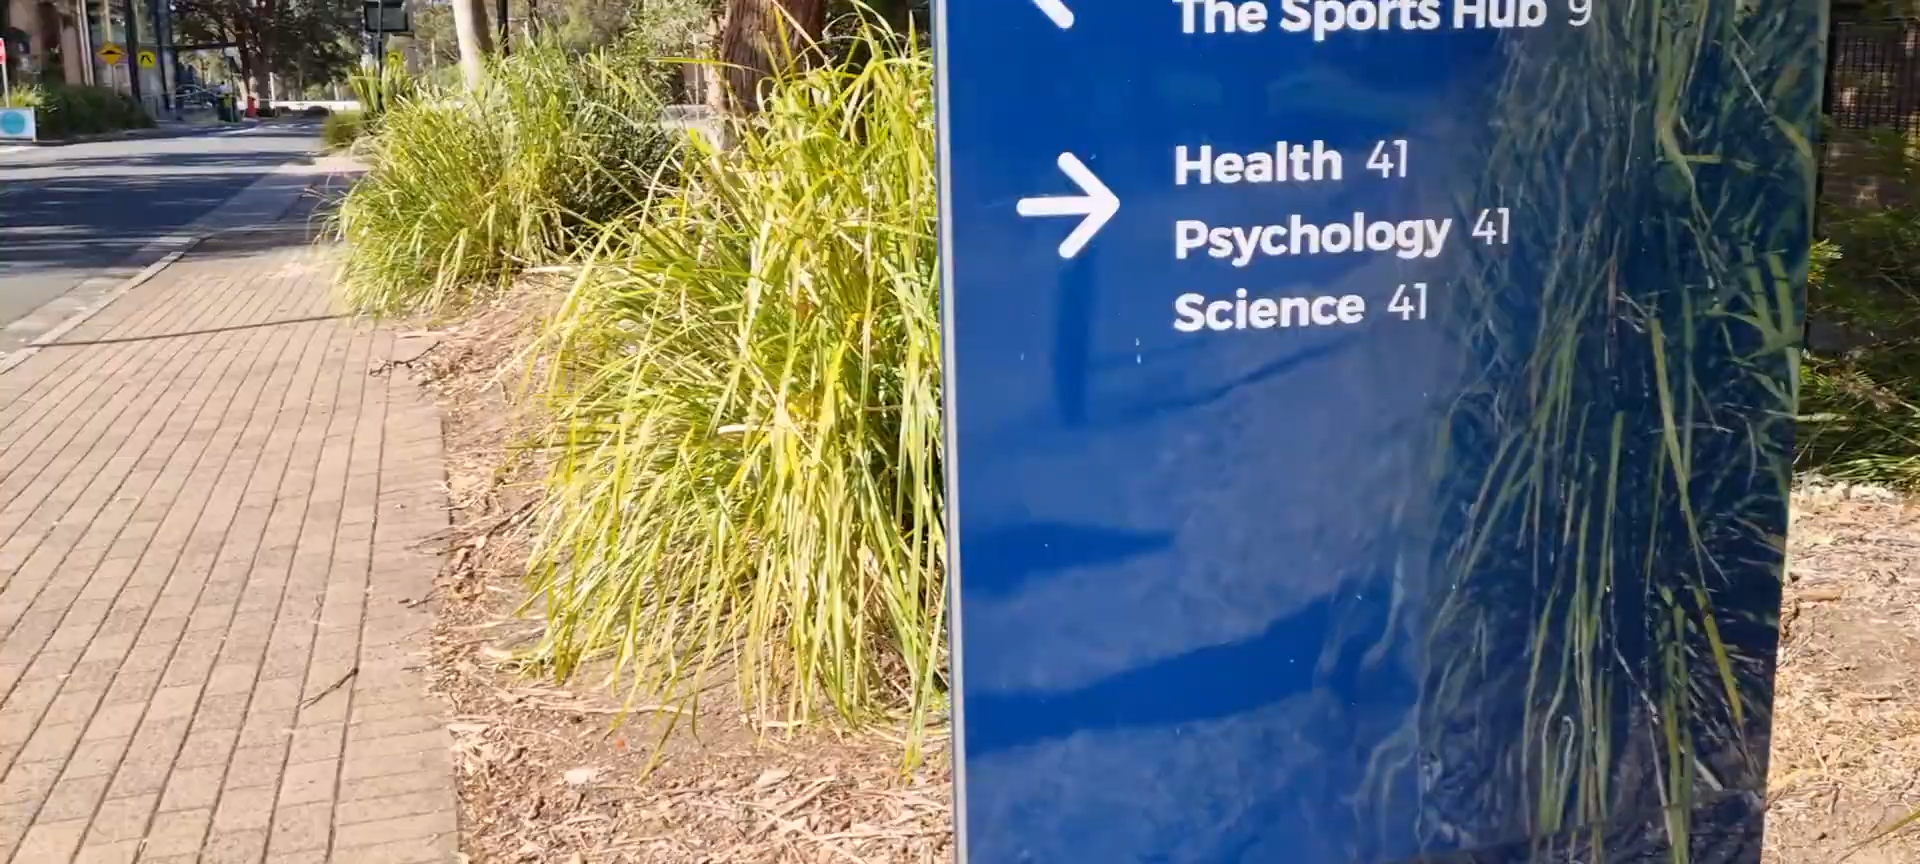 The Sports Hub 9
→ Health 41
Psychology 41
Science 41